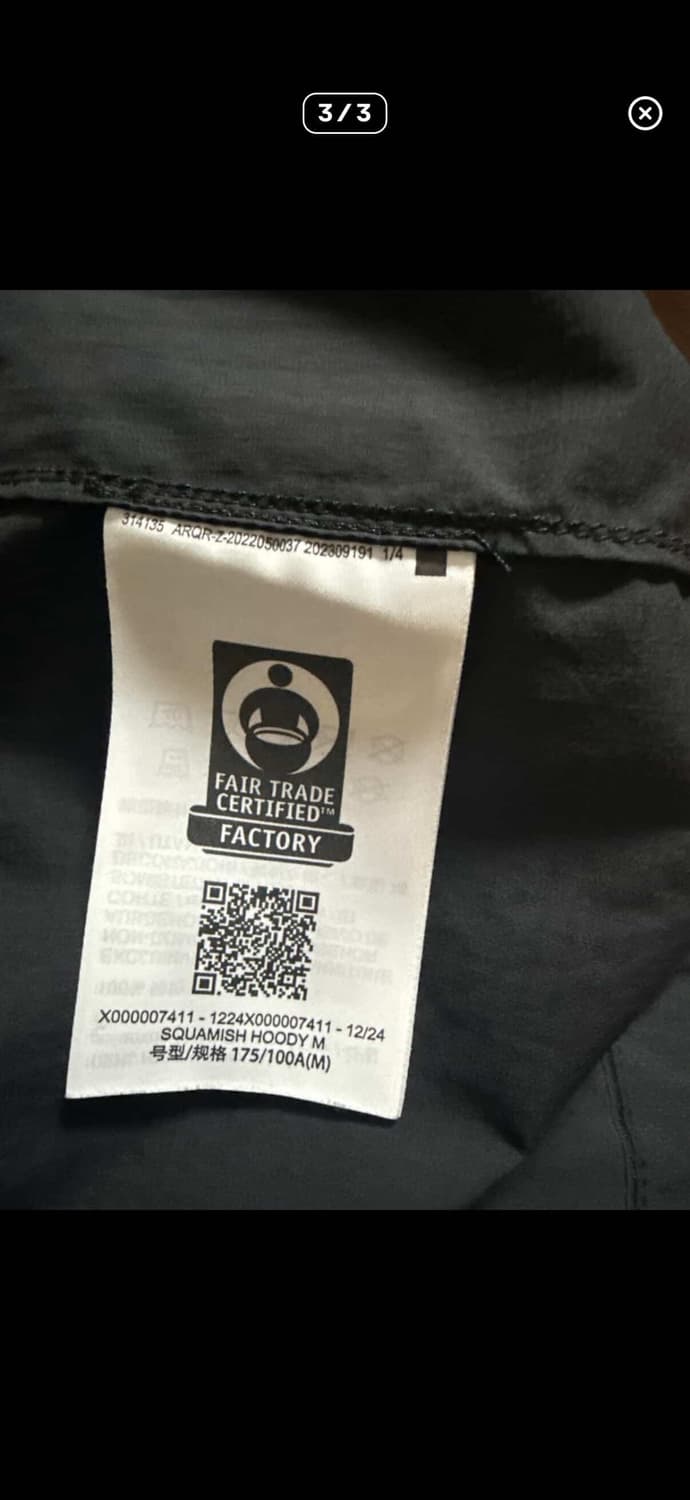 3/3
314135 ARQR-Z-2022050037 202309191 1/4
FAIR TRADE
CERTIFIED™
FACTORY
X000007411 - 1224X000007411 - 12/24
SQUAMISH HOODY M
号型/规格 175/100A(M)